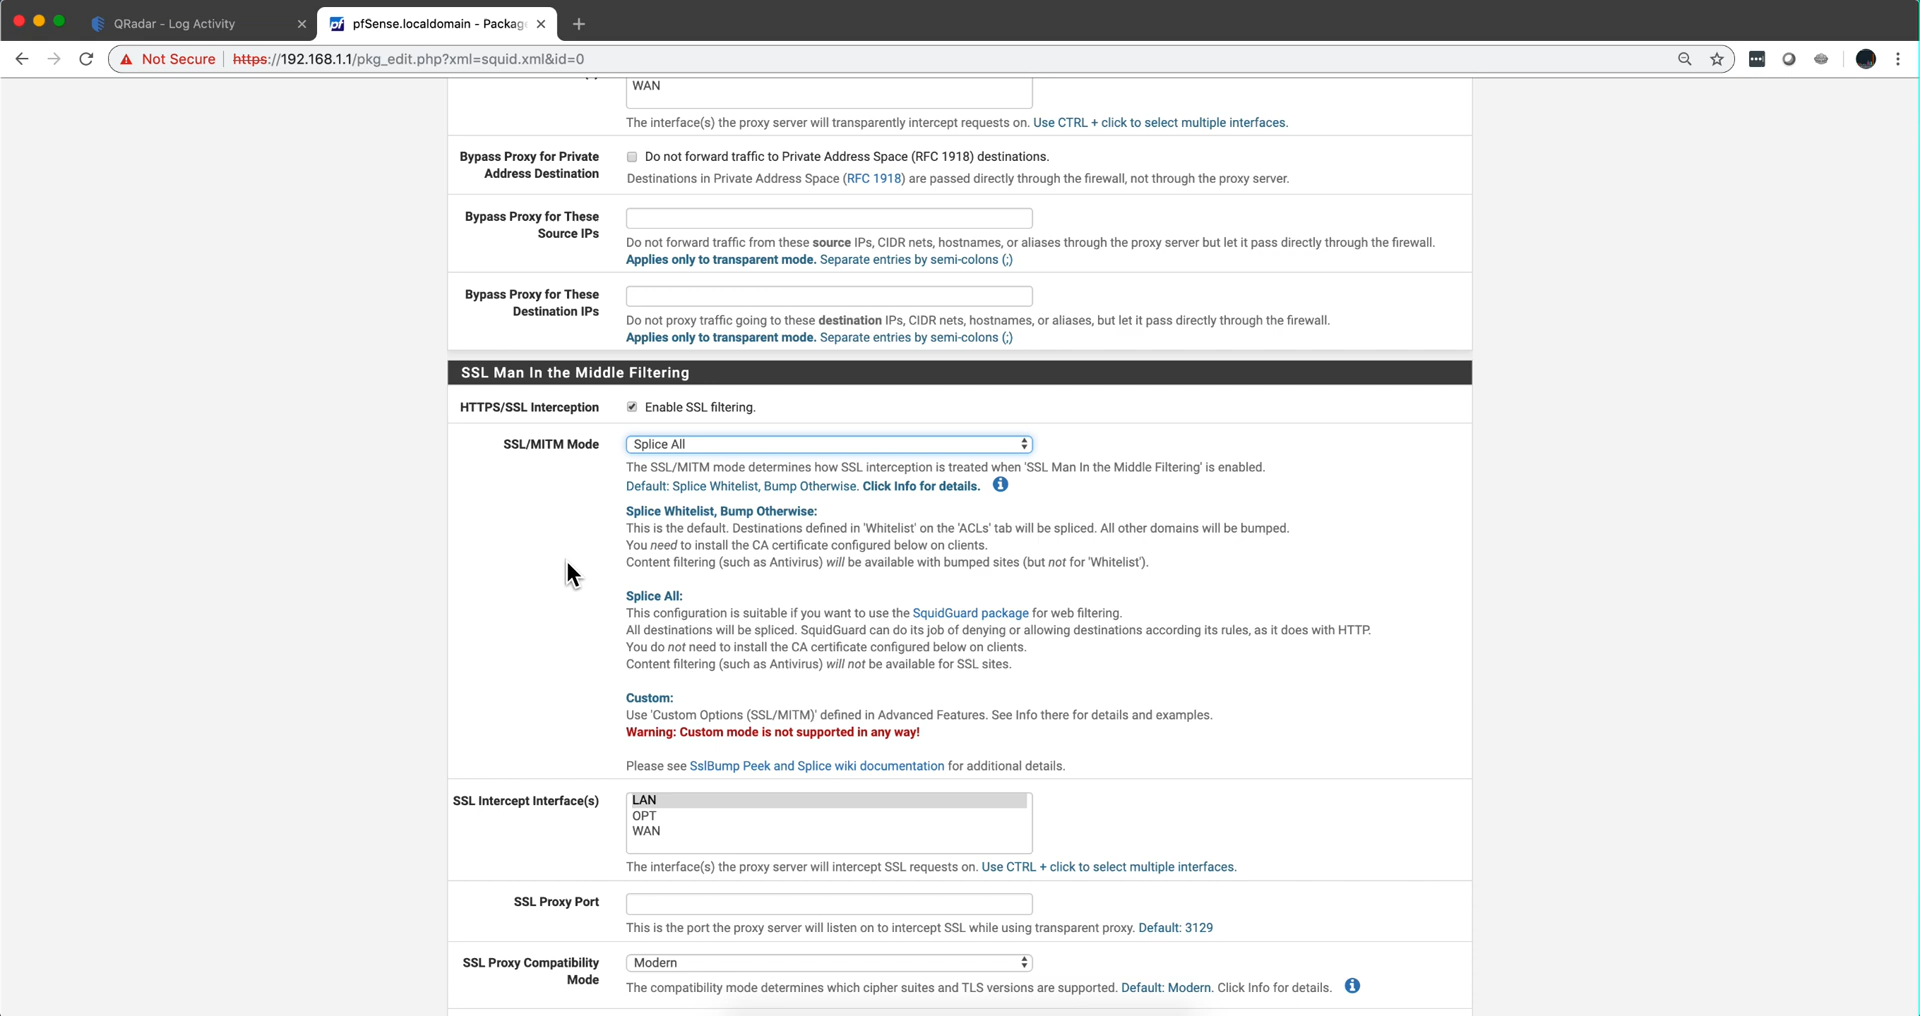 QRadar - Log Activity
pfSense.localdomain - Packag
Not Secure https://192.168.1.1/pkg_edit.php?xml=squid.xml&id=0
WAN
The interface(s) the proxy server will transparently intercept requests on. Use CTRL + click to select multiple interfaces.
Bypass Proxy for Private
Address Destination
Do not forward traffic to Private Address Space (RFC 1918) destinations.
Destinations in Private Address Space (RFC 1918) are passed directly through the firewall, not through the proxy server.
Bypass Proxy for These
Source IPs
Do not forward traffic from these source IPs, CIDR nets, hostnames, or aliases through the proxy server but let it pass directly through the firewall.
Applies only to transparent mode. Separate entries by semi-colons (;)
Bypass Proxy for These
Destination IPs
Do not proxy traffic going to these destination IPs, CIDR nets, hostnames, or aliases, but let it pass directly through the firewall.
Applies only to transparent mode. Separate entries by semi-colons (;)
SSL Man In the Middle Filtering
HTTPS/SSL Interception
Enable SSL filtering.
SSL/MITM Mode
Splice All
The SSL/MITM mode determines how SSL interception is treated when 'SSL Man In the Middle Filtering' is enabled.
Default: Splice Whitelist, Bump Otherwise. Click Info for details.
Splice Whitelist, Bump Otherwise:
This is the default. Destinations defined in 'Whitelist' on the 'ACLs' tab will be spliced. All other domains will be bumped.
You need to install the CA certificate configured below on clients.
Content filtering (such as Antivirus) will be available with bumped sites (but not for 'Whitelist').
Splice All:
This configuration is suitable if you want to use the SquidGuard package for web filtering.
All destinations will be spliced. SquidGuard can do its job of denying or allowing destinations according its rules, as it does with HTTP.
You do not need to install the CA certificate configured below on clients.
Content filtering (such as Antivirus) will not be available for SSL sites.
Custom:
Use 'Custom Options (SSL/MITM)' defined in Advanced Features. See Info there for details and examples.
Warning: Custom mode is not supported in any way!
Please see SslBump Peek and Splice wiki documentation for additional details.
SSL Intercept Interface(s)
LAN
OPT
WAN
The interface(s) the proxy server will intercept SSL requests on. Use CTRL + click to select multiple interfaces.
SSL Proxy Port
This is the port the proxy server will listen on to intercept SSL while using transparent proxy. Default: 3129
SSL Proxy Compatibility
Mode
Modern
The compatibility mode determines which cipher suites and TLS versions are supported. Default: Modern. Click Info for details.